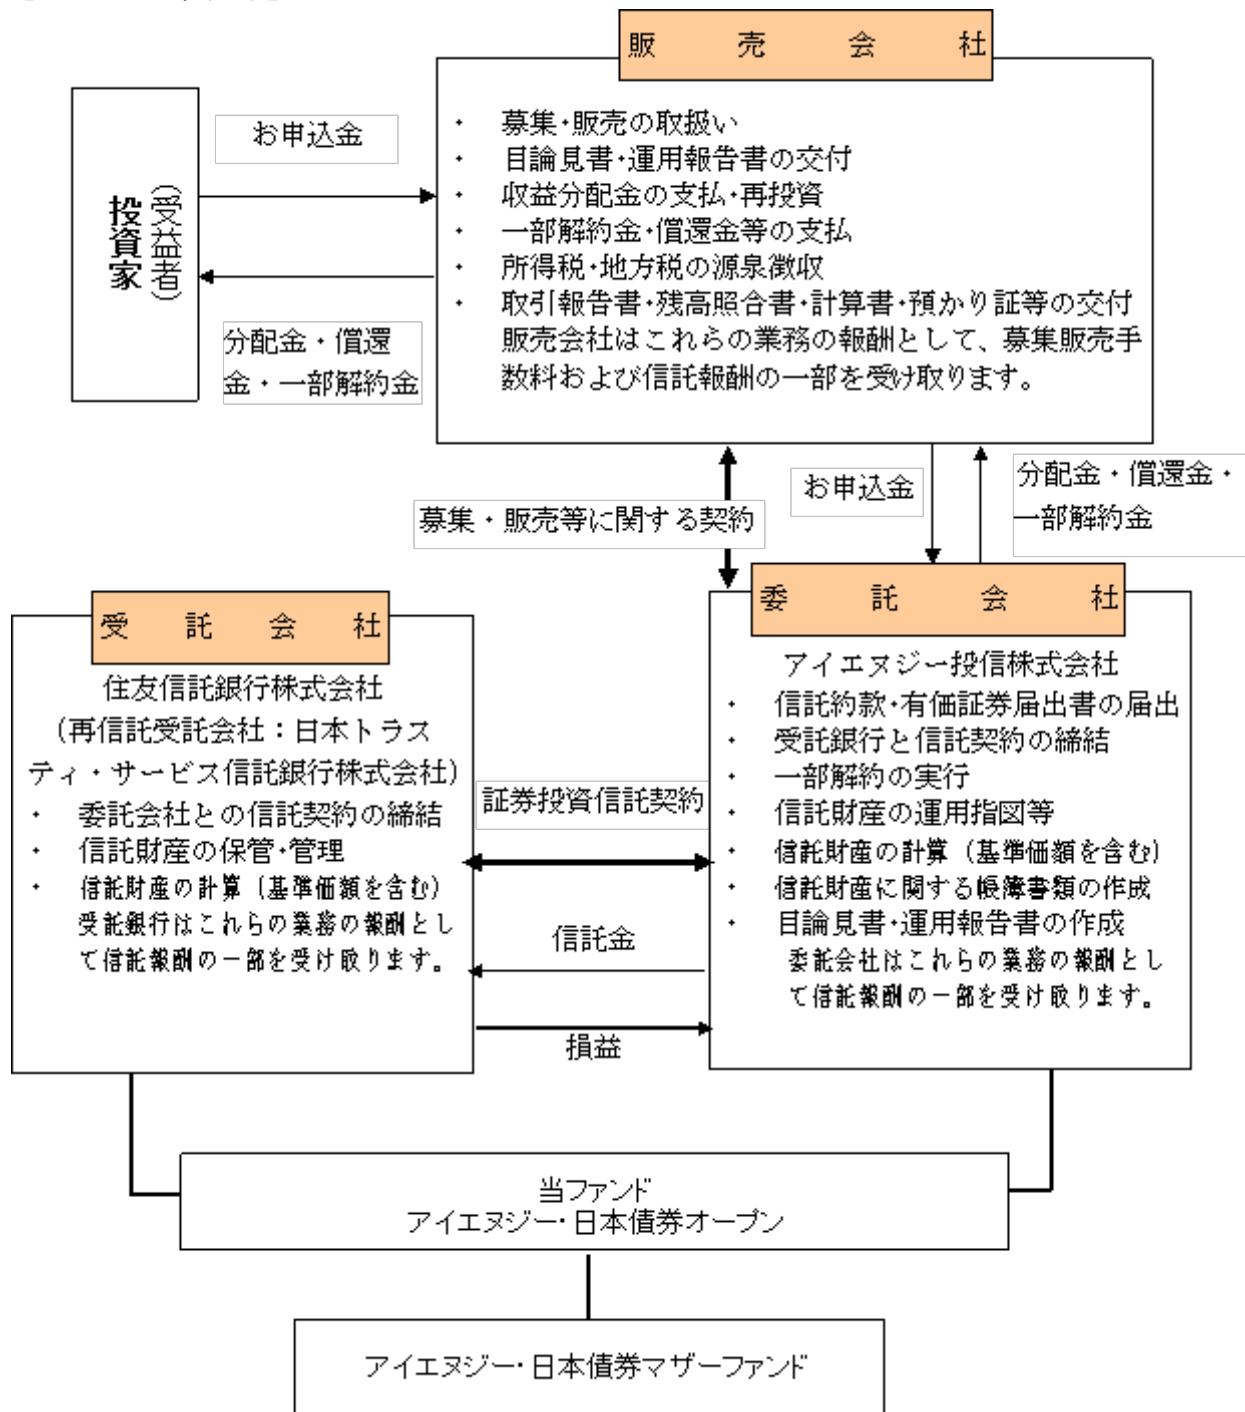 販売会社
投資家
(受益者)
お申込金
・ 募集・販売の取扱い
・ 目論見書・運用報告書の交付
・ 収益分配金の支払・再投資
・ 一部解約金・償還金等の支払
・ 所得税・地方税の源泉徴収
・ 取引報告書・残高照合書・計算書・預かり証等の交付
販売会社はこれらの業務の報酬として、募集販売手
数料および信託報酬の一部を受け取ります。
分配金・償還
金・一部解約金
募集・販売等に関する契約
お申込金
分配金・償還金・
一部解約金
受託会社
住友信託銀行株式会社
(再信託受託会社:日本トラス
ティ・サービス信託銀行株式会社)
・ 委託会社との信託契約の締結
・ 信託財産の保管・管理
・ 信託財産の計算(基準価額を含む)
受託銀行はこれらの業務の報酬とし
て信託報酬の一部を受け取ります。
証券投資信託契約
信託金
損益
委託会社
アイエヌジー投信株式会社
・ 信託約款・有価証券届出書の届出
・ 受託銀行と信託契約の締結
・ 一部解約の実行
・ 信託財産の運用指図等
・ 信託財産の計算(基準価額を含む)
・ 信託財産に関する帳簿書類の作成
・ 目論見書・運用報告書の作成
委託会社はこれらの業務の報酬とし
て信託報酬の一部を受け取ります。
当ファンド
アイエヌジー・日本債券オープン
アイエヌジー・日本債券マザーファンド